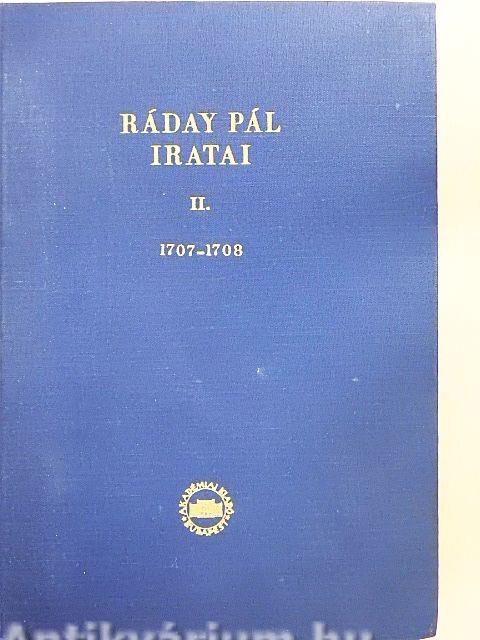 RÁDAY PÁL
IRATAI
II.
1707-1708
AKADÉMIAI KIADÓ
BUDAPEST
Antikvárium.hu